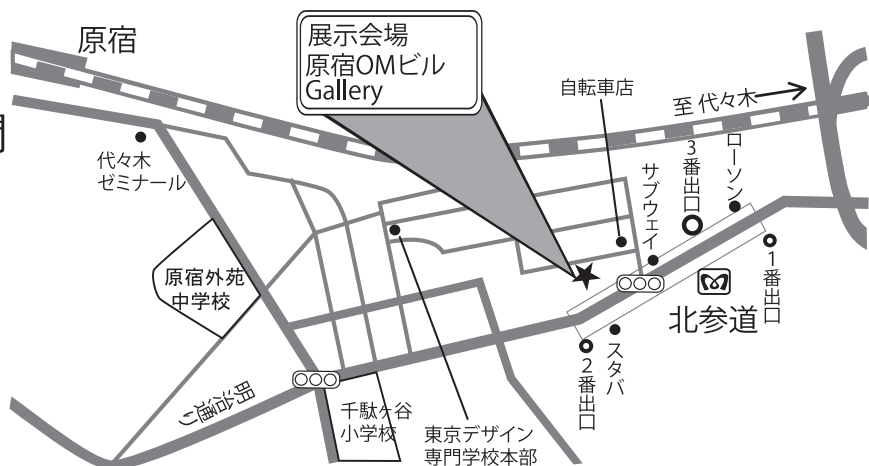 原宿
展示会場
原宿OMビル
Gallery
自転車店
至 代々木
間
代々木
ゼミナール
サブウェイ
3番出口
ローソン
原宿外苑
中学校
1番出口
北参道
スタバ
2番出口
明治通り
千駄ヶ谷
小学校
東京デザイン
専門学校本部